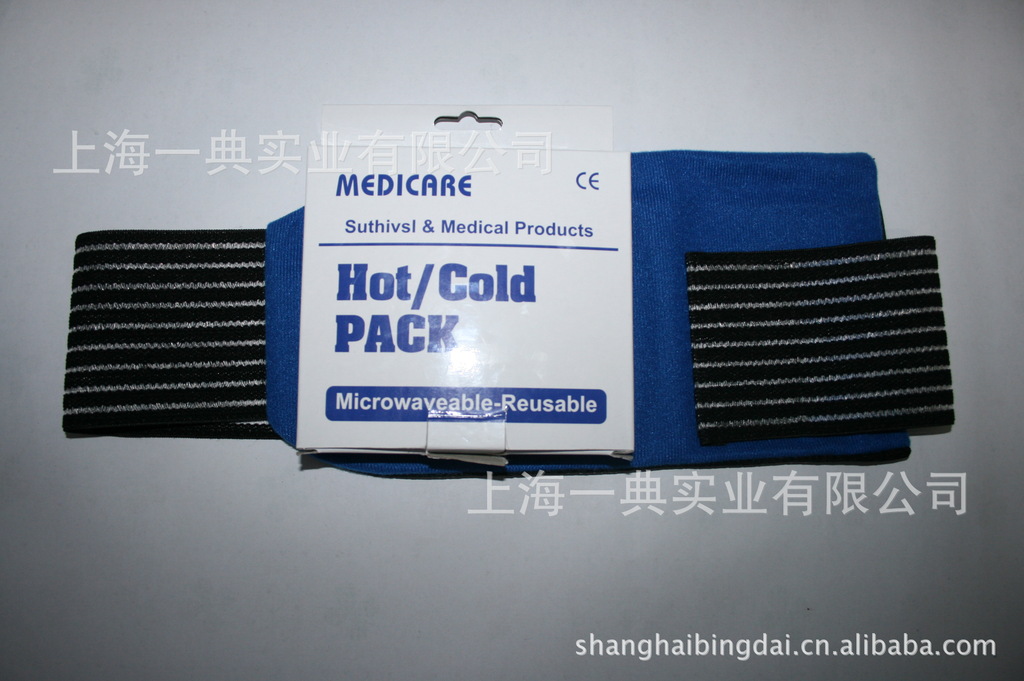 上海一典实业有限公司
MEDICARE CE
Suthivsl & Medical Products
Hot/Cold
PACK
Microwaveable-Reusable
上海一典实业有限公司
shanghaibingdai.cn.alibaba.com